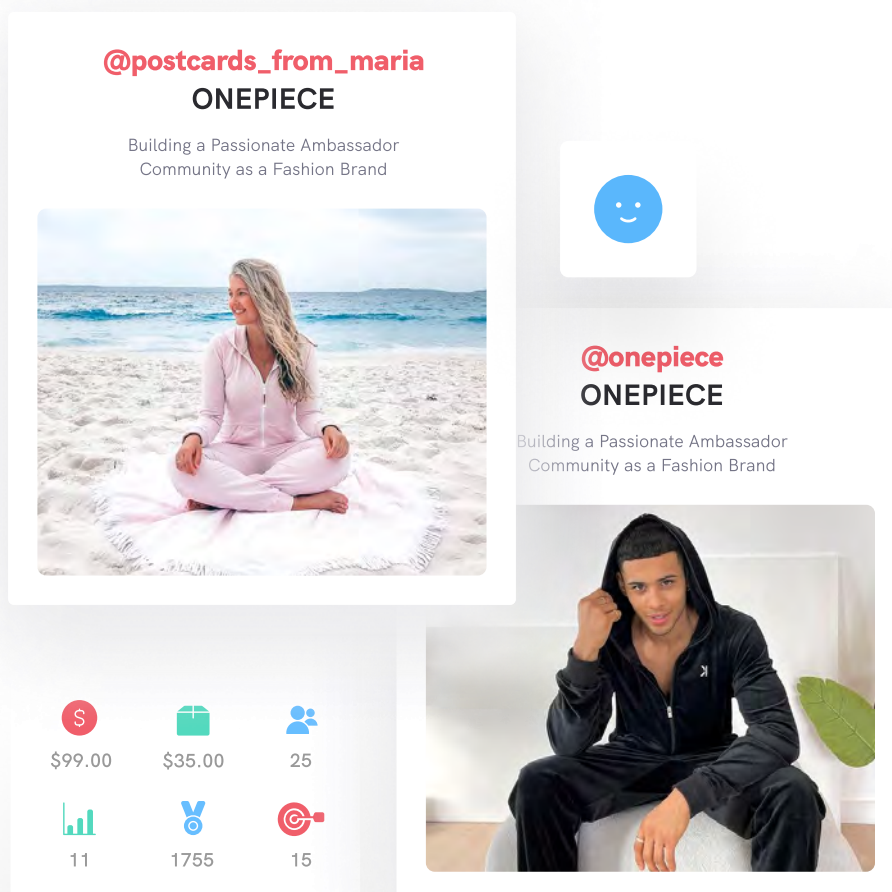 @postcards_from_maria
ONEPIECE
Building a Passionate Ambassador
Community as a Fashion Brand
@onepiece
ONEPIECE
Building a Passionate Ambassador
Community as a Fashion Brand
$
$99.00
$35.00
25
11
1755
15